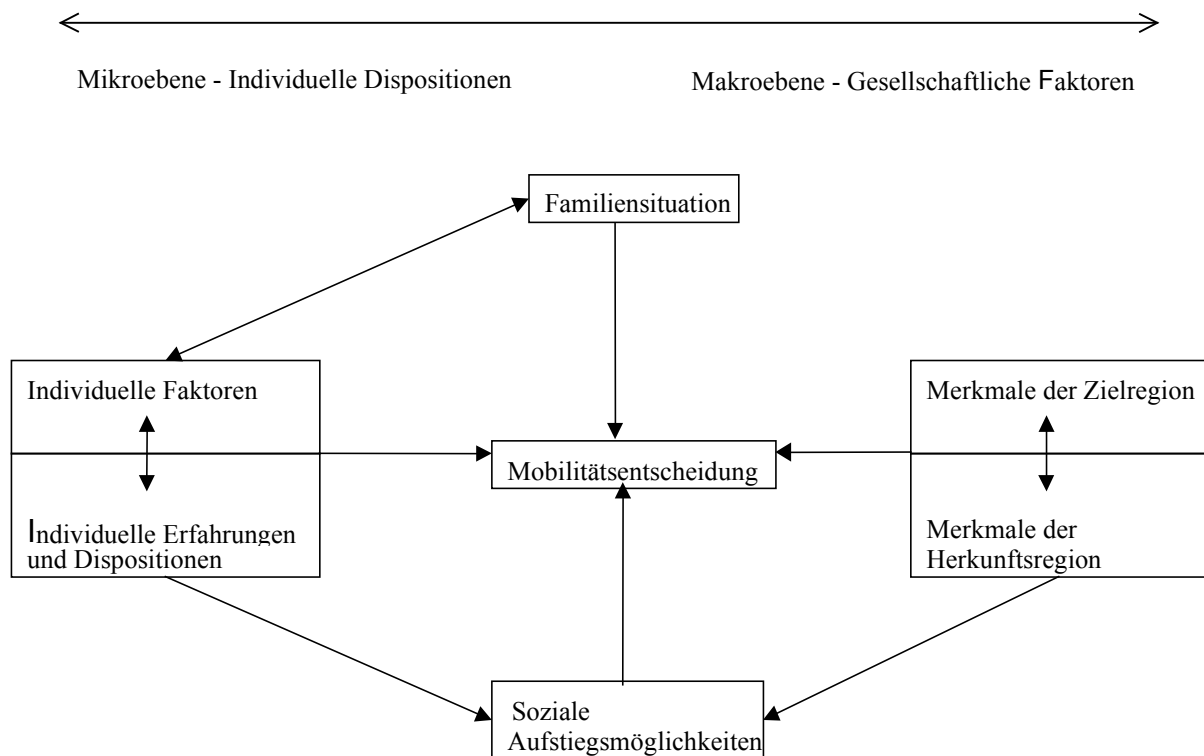 Mikroebene - Individuelle Dispositionen
Makroebene - Gesellschaftliche Faktoren
Familiensituation
Individuelle Faktoren
Merkmale der Zielregion
Mobilitätsentscheidung
Individuelle Erfahrungen
und Dispositionen
Merkmale der
Herkunftsregion
Soziale
Aufstiegsmöglichkeiten